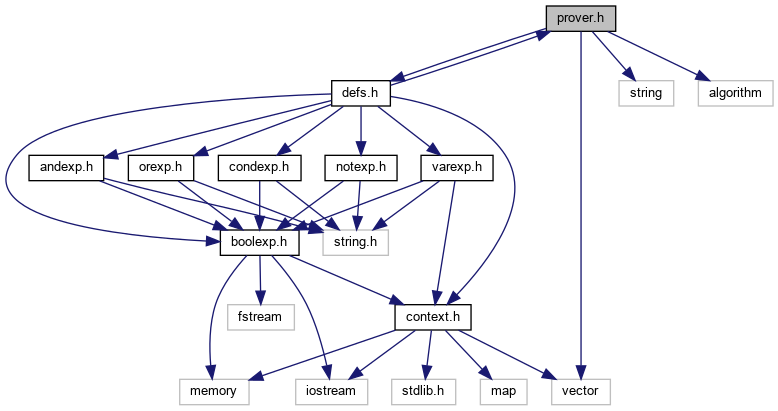 prover.h
defs.h
string
algorithm
andexp.h
orexp.h
condexp.h
notexp.h
varexp.h
boolexp.h
string.h
fstream
context.h
memory
iostream
stdlib.h
map
vector